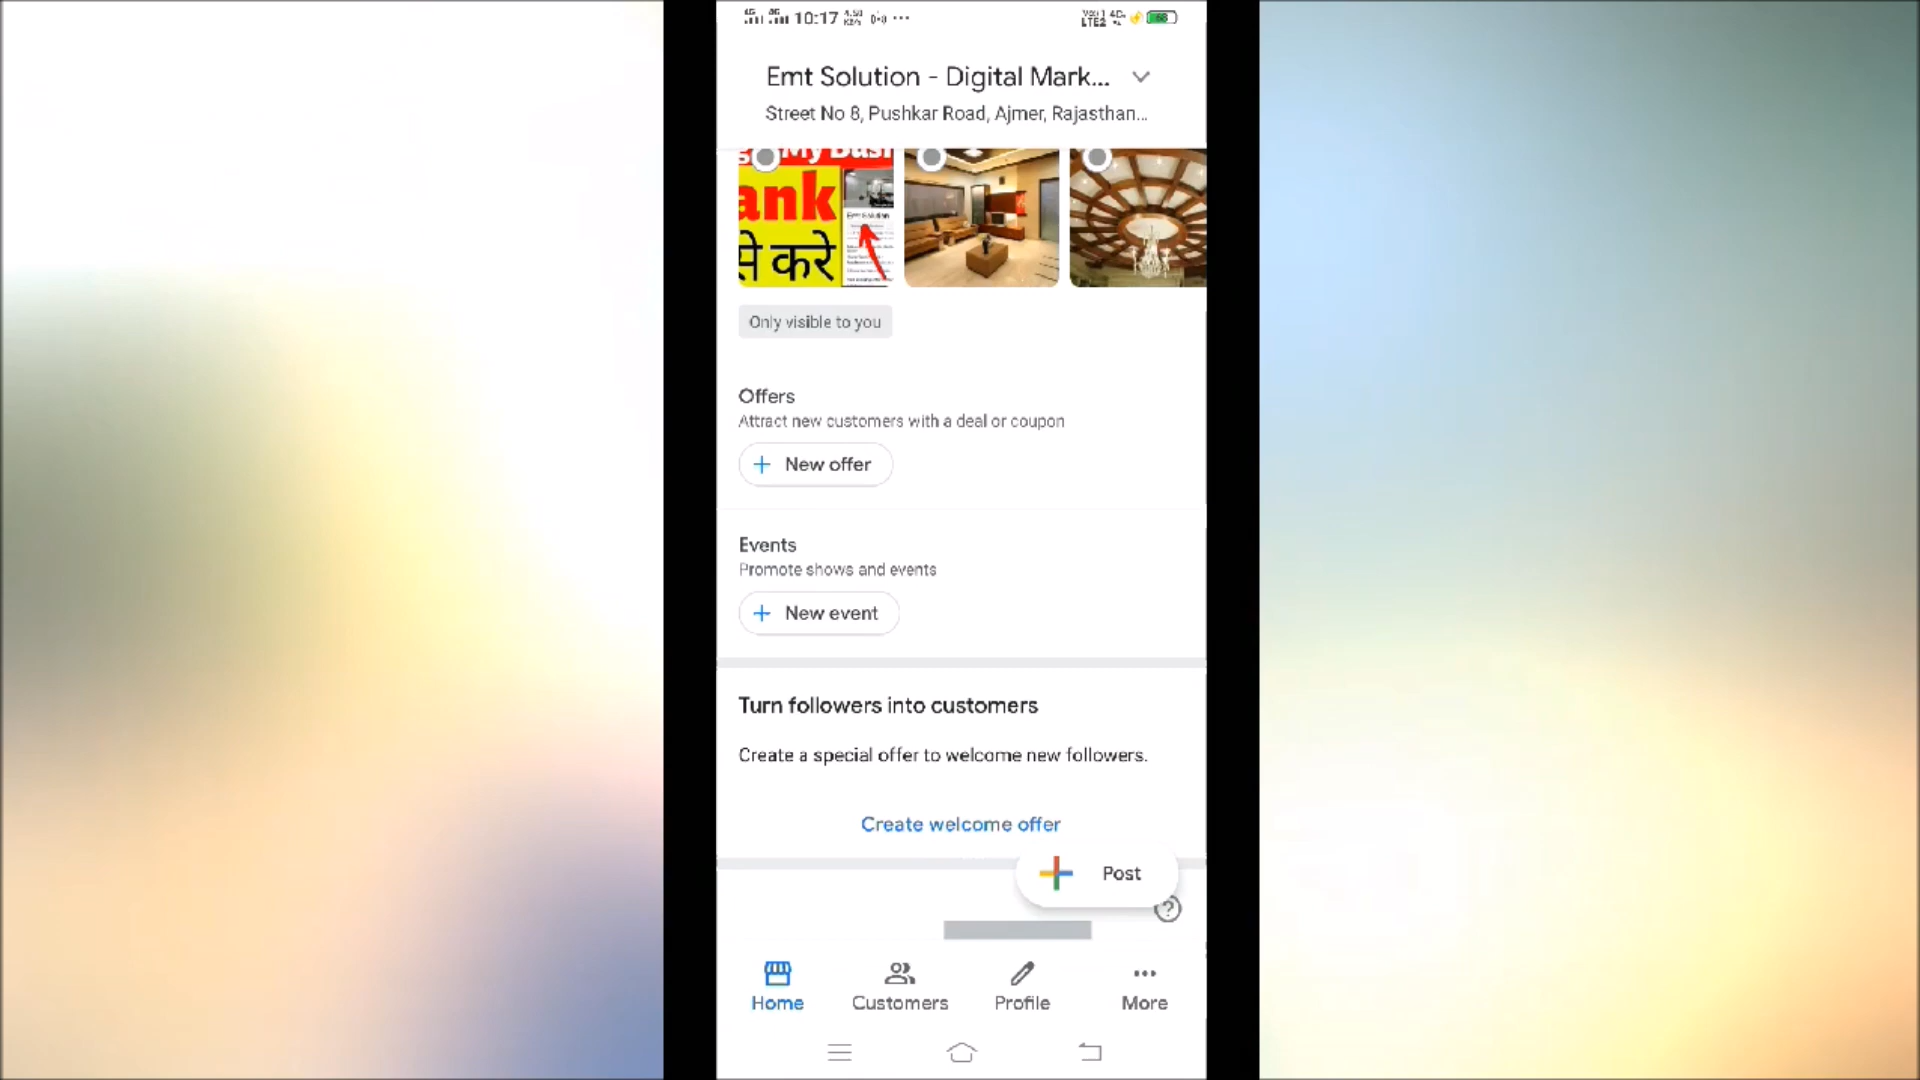 10:17
Emt Solution - Digital Mark...
Street No 8, Pushkar Road, Ajmer, Rajasthan...
ank
से करे
Emt Solution
Only visible to you
Offers
Attract new customers with a deal or coupon
+ New offer
Events
Promote shows and events
+ New event
Turn followers into customers
Create a special offer to welcome new followers.
Create welcome offer
Post
Home
Customers
Profile
More